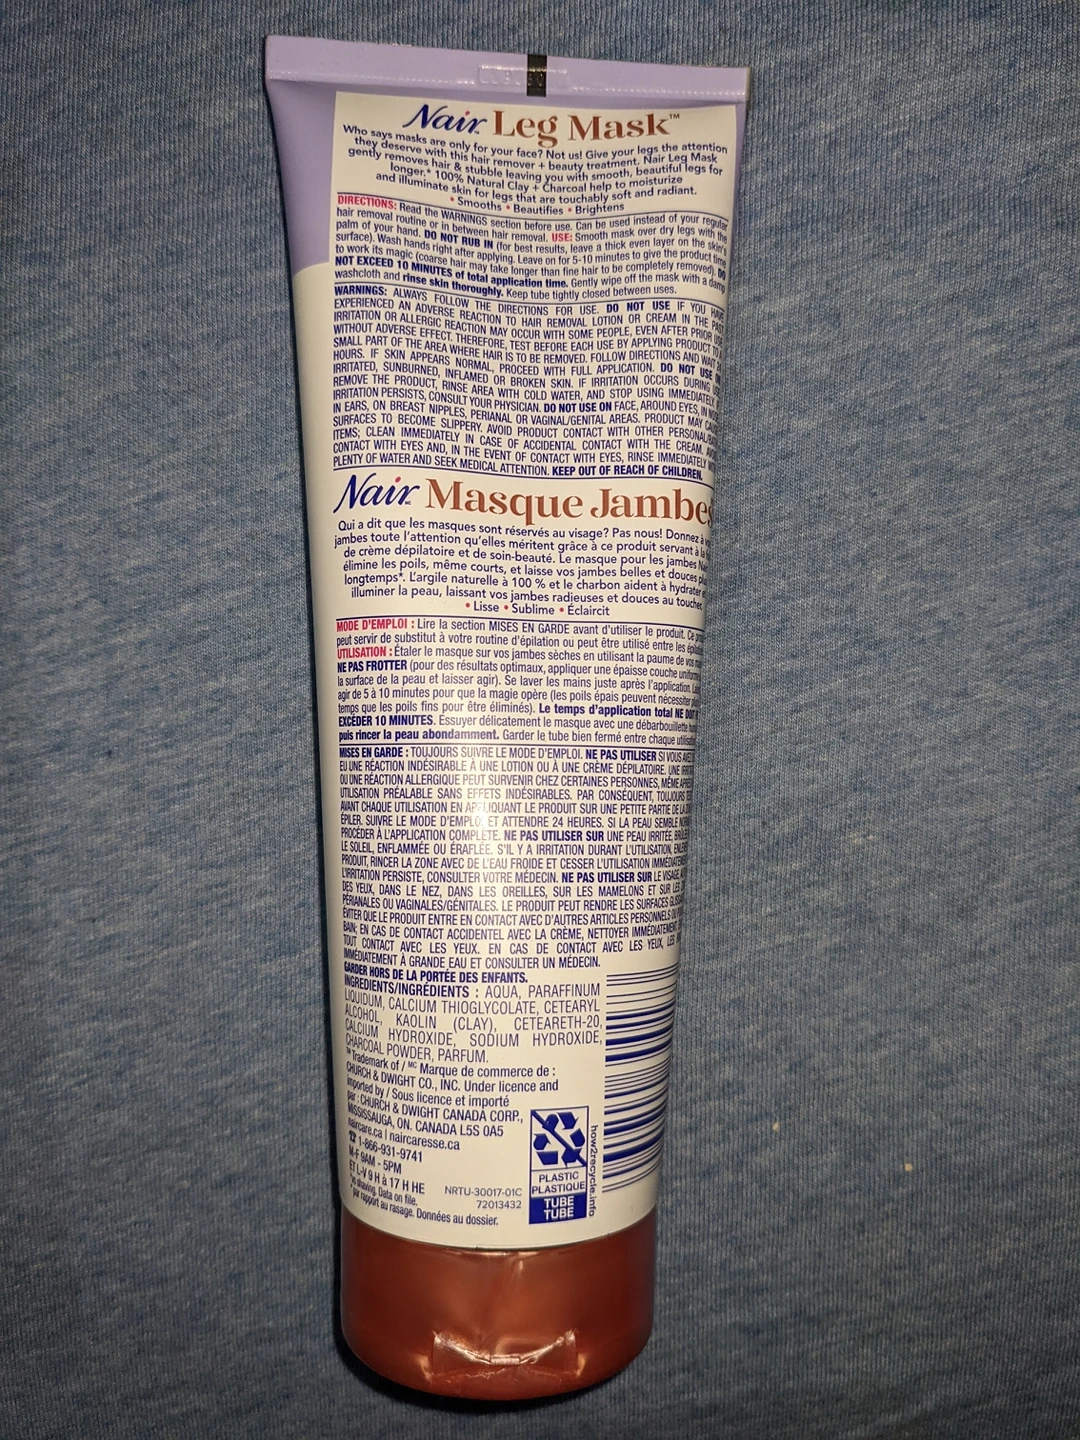 Nair Leg Mask™
Who says masks are only for your face? Not us! Give your legs the attention
they deserve with this hair remover + beauty treatment. Nair Leg Mask
gently removes hair & stubble leaving you with smooth, beautiful legs for
longer.* 100% Natural Clay + Charcoal help to moisturize
and illuminate skin for legs that are touchably soft and radiant.
• Smooths • Beautifies • Brightens
DIRECTIONS: Read the WARNINGS section before use. Can be used instead of your regular
hair removal routine or in between hair removal. USE: Smooth mask over dry legs with the
palm of your hand. DO NOT RUB IN (for best results, leave a thick even layer on the skin's
surface). Wash hands right after applying. Leave on for 5-10 minutes to give the product time
to work its magic (coarse hair may take longer than fine hair to be completely removed). DO
NOT EXCEED 10 MINUTES of total application time. Gently wipe off the mask with a damp
washcloth and rinse skin thoroughly. Keep tube tightly closed between uses.
WARNINGS: ALWAYS FOLLOW THE DIRECTIONS FOR USE. DO NOT USE IF YOU HAVE
EXPERIENCED AN ADVERSE REACTION TO HAIR REMOVAL LOTION OR CREAM IN THE PAST
IRRITATION OR ALLERGIC REACTION MAY OCCUR WITH SOME PEOPLE, EVEN AFTER PRIOR USE
WITHOUT ADVERSE EFFECT. THEREFORE, TEST BEFORE EACH USE BY APPLYING PRODUCT TO
SMALL PART OF THE AREA WHERE HAIR IS TO BE REMOVED. FOLLOW DIRECTIONS AND WAIT 24
HOURS. IF SKIN APPEARS NORMAL, PROCEED WITH FULL APPLICATION. DO NOT USE ON
IRRITATED, SUNBURNED, INFLAMED OR BROKEN SKIN. IF IRRITATION OCCURS DURING
REMOVE THE PRODUCT, RINSE AREA WITH COLD WATER, AND STOP USING IMMEDIATELY.
IRRITATION PERSISTS, CONSULT YOUR PHYSICIAN. DO NOT USE ON FACE, AROUND EYES, IN
IN EARS, ON BREAST NIPPLES, PERIANAL OR VAGINAL/GENITAL AREAS. PRODUCT MAY
SURFACES TO BECOME SLIPPERY. AVOID PRODUCT CONTACT WITH OTHER PERSONAL
ITEMS; CLEAN IMMEDIATELY IN CASE OF ACCIDENTAL CONTACT WITH THE CREAM.
CONTACT WITH EYES AND, IN THE EVENT OF CONTACT WITH EYES, RINSE IMMEDIATELY
PLENTY OF WATER AND SEEK MEDICAL ATTENTION. KEEP OUT OF REACH OF CHILDREN.
Nair Masque Jambes
Qui a dit que les masques sont réservés au visage? Pas nous! Donnez à
jambes toute l'attention qu'elles méritent grâce à ce produit servant à la
de crème dépilatoire et de soin-beauté. Le masque pour les jambes
élimine les poils, même courts, et laisse vos jambes belles et douces
longtemps*. L'argile naturelle à 100 % et le charbon aident à hydrater
illuminer la peau, laissant vos jambes radieuses et douces au toucher.
• Lisse • Sublime • Éclaircit
MODE D'EMPLOI : Lire la section MISES EN GARDE avant d'utiliser le produit. Ce
peut servir de substitut à votre routine d'épilation ou peut être utilisé entre les
UTILISATION : Étaler le masque sur vos jambes sèches en utilisant la paume de vos
NE PAS FROTTER (pour des résultats optimaux, appliquer une épaisse couche
la surface de la peau et laisser agir). Se laver les mains juste après l'application.
agir de 5 à 10 minutes pour que la magie opère (les poils épais peuvent nécessiter
temps que les poils fins pour être éliminés). Le temps d'application total NE DOIT
EXCÉDER 10 MINUTES. Essuyer délicatement le masque avec une débarbouillette
puis rincer la peau abondamment. Garder le tube bien fermé entre chaque
MISES EN GARDE : TOUJOURS SUIVRE LE MODE D'EMPLOI. NE PAS UTILISER SI VOUS
EU UNE RÉACTION INDÉSIRABLE À UNE LOTION OU À UNE CRÈME DÉPILATOIRE. UNE
OU UNE RÉACTION ALLERGIQUE PEUT SURVENIR CHEZ CERTAINES PERSONNES, MÊME
UTILISATION PRÉALABLE SANS EFFETS INDÉSIRABLES. PAR CONSÉQUENT, TOUJOURS
AVANT CHAQUE UTILISATION EN APPLIQUANT LE PRODUIT SUR UNE PETITE PARTIE DE LA
ÉPILER. SUIVRE LE MODE D'EMPLOI ET ATTENDRE 24 HEURES. SI LA PEAU SEMBLE
PROCÉDER À L'APPLICATION COMPLÈTE. NE PAS UTILISER SUR UNE PEAU IRRITÉE,
LE SOLEIL, ENFLAMMÉE OU ÉRAFLÉE. S'IL Y A IRRITATION DURANT L'UTILISATION,
PRODUIT, RINCER LA ZONE AVEC DE L'EAU FROIDE ET CESSER L'UTILISATION
L'IRRITATION PERSISTE, CONSULTER VOTRE MÉDECIN. NE PAS UTILISER SUR LE VISAGE,
DES YEUX, DANS LE NEZ, DANS LES OREILLES, SUR LES MAMELONS ET SUR LES
PÉRIANALES OU VAGINALES/GÉNITALES. LE PRODUIT PEUT RENDRE LES SURFACES
ÉVITER QUE LE PRODUIT ENTRE EN CONTACT AVEC D'AUTRES ARTICLES PERSONNELS OU
BAIN; EN CAS DE CONTACT ACCIDENTEL AVEC LA CRÈME, NETTOYER IMMÉDIATEMENT.
TOUT CONTACT AVEC LES YEUX. EN CAS DE CONTACT AVEC LES YEUX, LES
IMMÉDIATEMENT À GRANDE EAU ET CONSULTER UN MÉDECIN.
GARDER HORS DE LA PORTÉE DES ENFANTS.
INGREDIENTS/INGRÉDIENTS : AQUA, PARAFFINUM
LIQUIDUM, CALCIUM THIOGLYCOLATE, CETEARYL
ALCOHOL, KAOLIN (CLAY), CETEARETH-20,
CALCIUM HYDROXIDE, SODIUM HYDROXIDE,
CHARCOAL POWDER, PARFUM.
™ Trademark of / MC Marque de commerce de :
CHURCH & DWIGHT CO., INC. Under licence and
imported by / Sous licence et importé
par : CHURCH & DWIGHT CANADA CORP.,
MISSISSAUGA, ON. CANADA L5S 0A5
naircare.ca | naircaresse.ca
☎ 1-866-931-9741
M-F 9AM - 5PM
ET L-V 9 H à 17 H HE
*vs shaving. Data on file.
*par rapport au rasage. Données au dossier.
NRTU-30017-01C
72013432
PLASTIC
PLASTIQUE
TUBE
TUBE
how2recycle.info